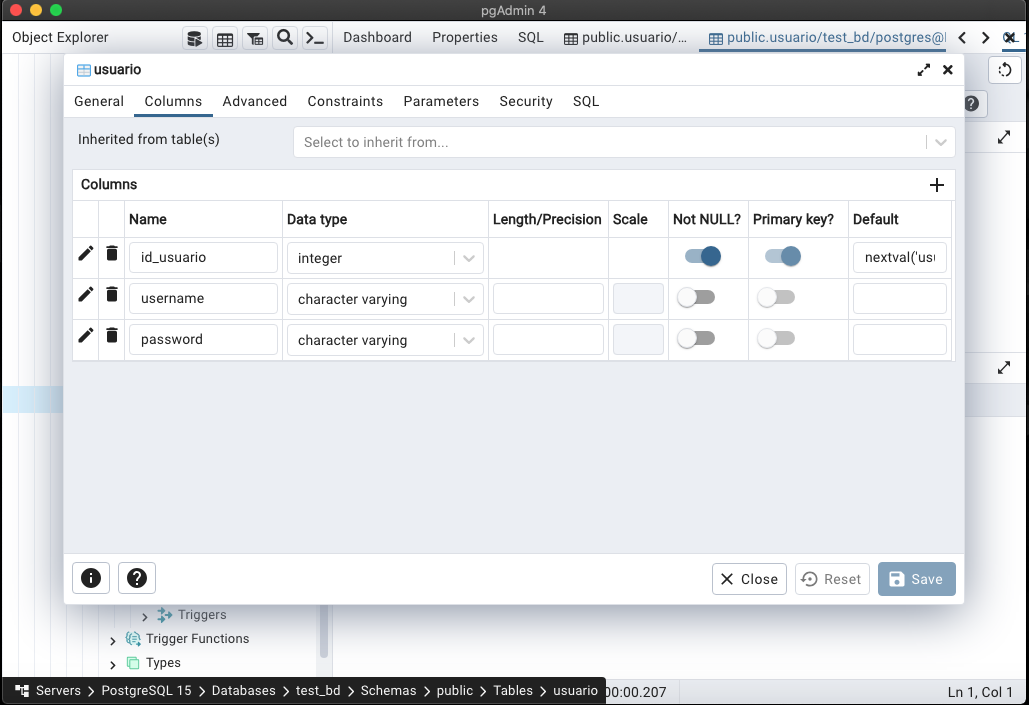 pgAdmin 4
Object Explorer
Dashboard Properties SQL public.usuario/... public.usuario/test_bd/postgres@
usuario
General Columns Advanced Constraints Parameters Security SQL
Inherited from table(s) Select to inherit from...
Columns
Name Data type Length/Precision Scale Not NULL? Primary key? Default
id_usuario integer nextval('usu
username character varying
password character varying
Close Reset Save
Triggers
Trigger Functions
Types
Servers PostgreSQL 15 Databases test_bd Schemas public Tables usuario 00:00.207 Ln 1, Col 1